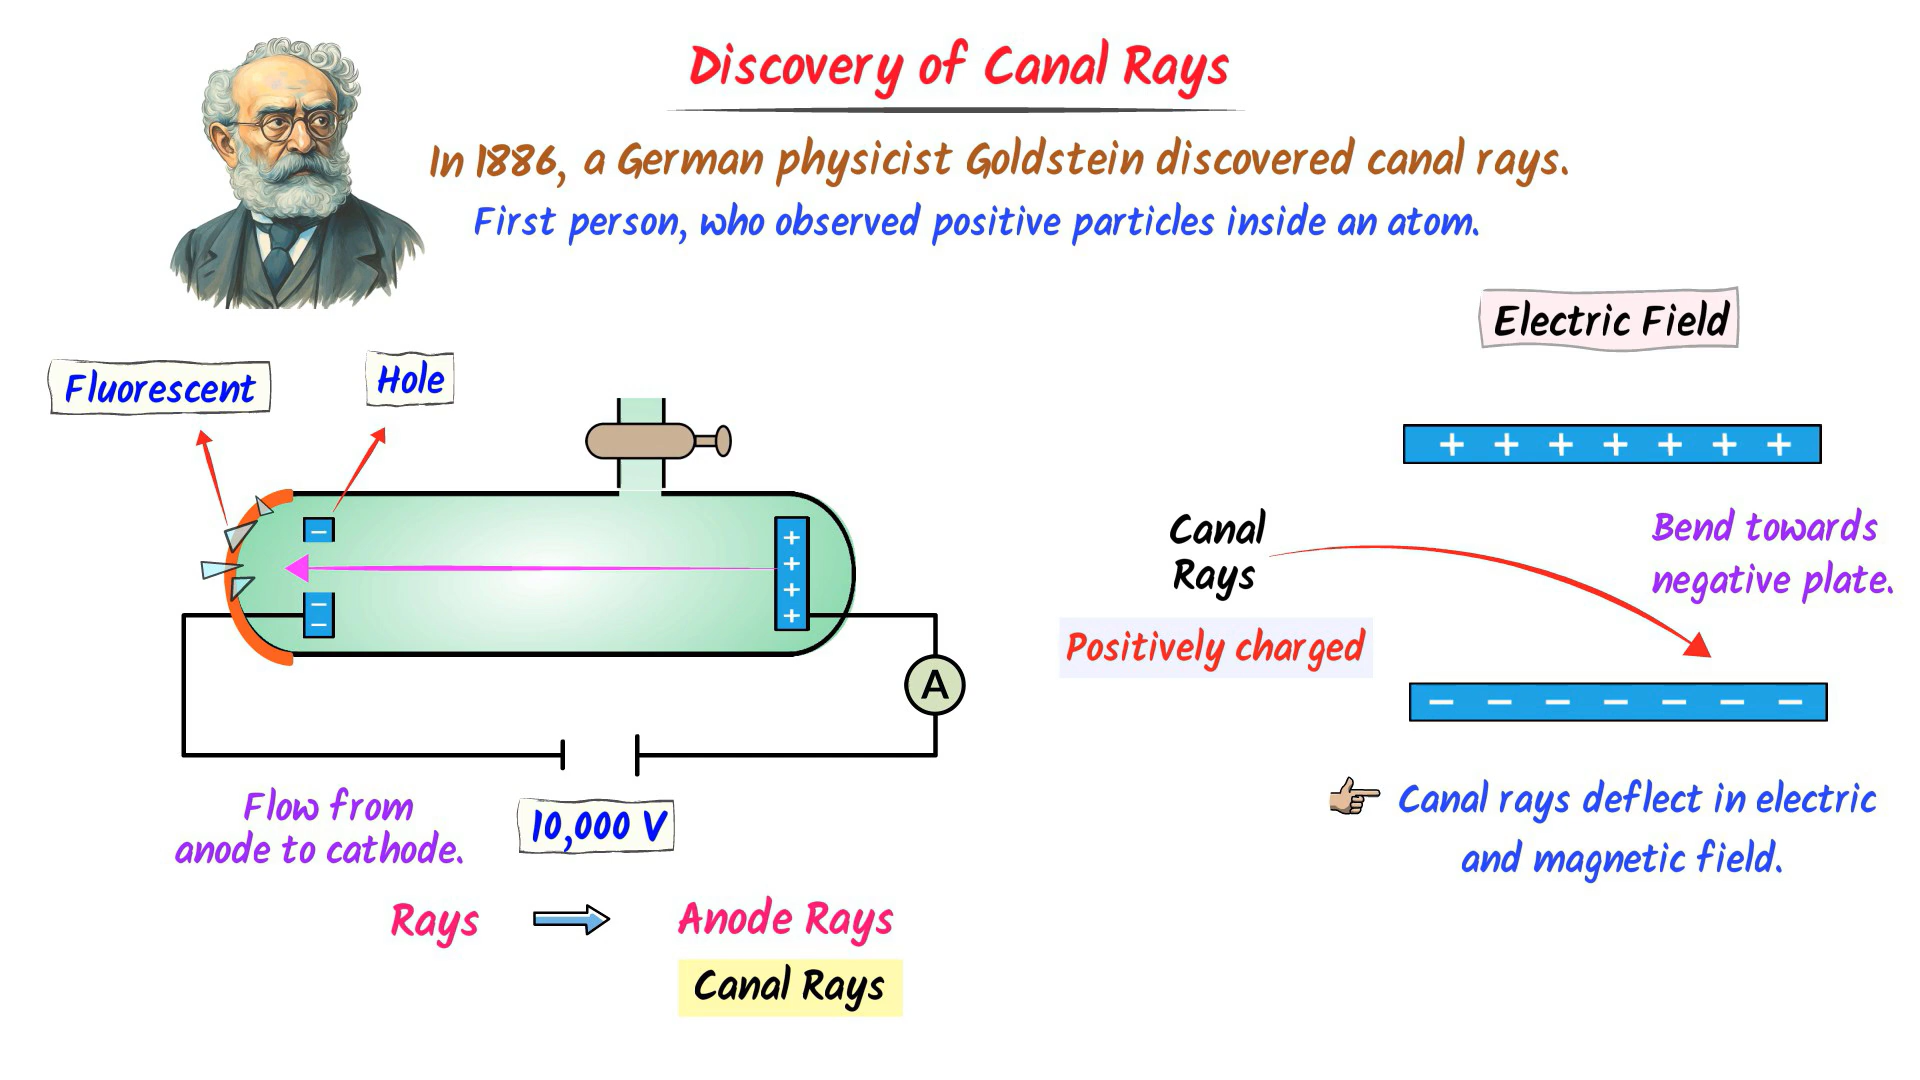 Discovery of Canal Rays
In 1886, a German physicist Goldstein discovered canal rays.
First person, who observed positive particles inside an atom.
Fluorescent
Hole
−
−
−
+
+
+
+
A
10,000 V
Flow from
anode to cathode.
Rays
Anode Rays
Canal Rays
Electric Field
+ + + + + + +
Canal
Rays
Positively charged
Bend towards
negative plate.
− − − − − − −
Canal rays deflect in electric
and magnetic field.